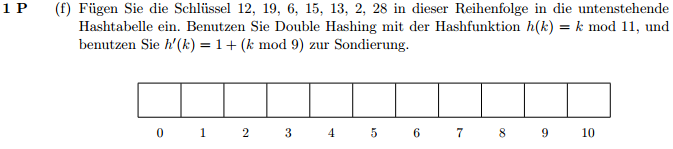 1 P (f) Fügen Sie die Schlüssel 12, 19, 6, 15, 13, 2, 28 in dieser Reihenfolge in die untenstehende
Hashtabelle ein. Benutzen Sie Double Hashing mit der Hashfunktion h(k) = k mod 11, und
benutzen Sie h′(k) = 1 + (k mod 9) zur Sondierung.
0 1 2 3 4 5 6 7 8 9 10